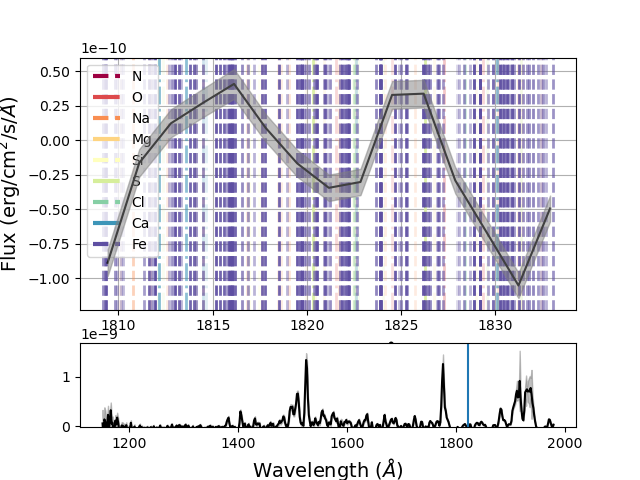 1e−10
0.50
0.25
0.00
−0.25
−0.50
−0.75
−1.00
Flux (erg/cm²/s/Å)
N
O
Na
Mg
Si
S
Cl
Ca
Fe
1810 1815 1820 1825 1830
1e−9
1
0
1200 1400 1600 1800 2000
Wavelength (Å)